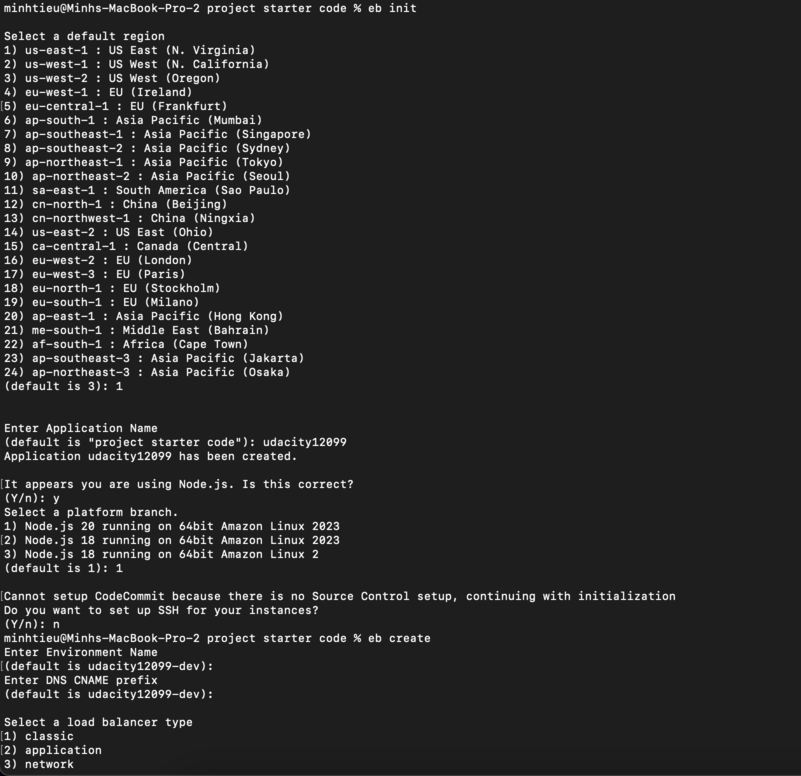 minhtieu@Minhs-MacBook-Pro-2 project starter code % eb init
Select a default region
1) us-east-1 : US East (N. Virginia)
2) us-west-1 : US West (N. California)
3) us-west-2 : US West (Oregon)
4) eu-west-1 : EU (Ireland)
[5) eu-central-1 : EU (Frankfurt)
6) ap-south-1 : Asia Pacific (Mumbai)
7) ap-southeast-1 : Asia Pacific (Singapore)
8) ap-southeast-2 : Asia Pacific (Sydney)
9) ap-northeast-1 : Asia Pacific (Tokyo)
10) ap-northeast-2 : Asia Pacific (Seoul)
11) sa-east-1 : South America (Sao Paulo)
12) cn-north-1 : China (Beijing)
13) cn-northwest-1 : China (Ningxia)
14) us-east-2 : US East (Ohio)
15) ca-central-1 : Canada (Central)
16) eu-west-2 : EU (London)
17) eu-west-3 : EU (Paris)
18) eu-north-1 : EU (Stockholm)
19) eu-south-1 : EU (Milano)
20) ap-east-1 : Asia Pacific (Hong Kong)
21) me-south-1 : Middle East (Bahrain)
22) af-south-1 : Africa (Cape Town)
23) ap-southeast-3 : Asia Pacific (Jakarta)
24) ap-northeast-3 : Asia Pacific (Osaka)
(default is 3): 1
Enter Application Name
(default is "project starter code"): udacity12099
Application udacity12099 has been created.
[It appears you are using Node.js. Is this correct?
(Y/n): y
Select a platform branch.
1) Node.js 20 running on 64bit Amazon Linux 2023
[2) Node.js 18 running on 64bit Amazon Linux 2023
3) Node.js 18 running on 64bit Amazon Linux 2
(default is 1): 1
[Cannot setup CodeCommit because there is no Source Control setup, continuing with initialization
Do you want to set up SSH for your instances?
(Y/n): n
minhtieu@Minhs-MacBook-Pro-2 project starter code % eb create
Enter Environment Name
[(default is udacity12099-dev):
Enter DNS CNAME prefix
(default is udacity12099-dev):
Select a load balancer type
[1) classic
[2) application
3) network